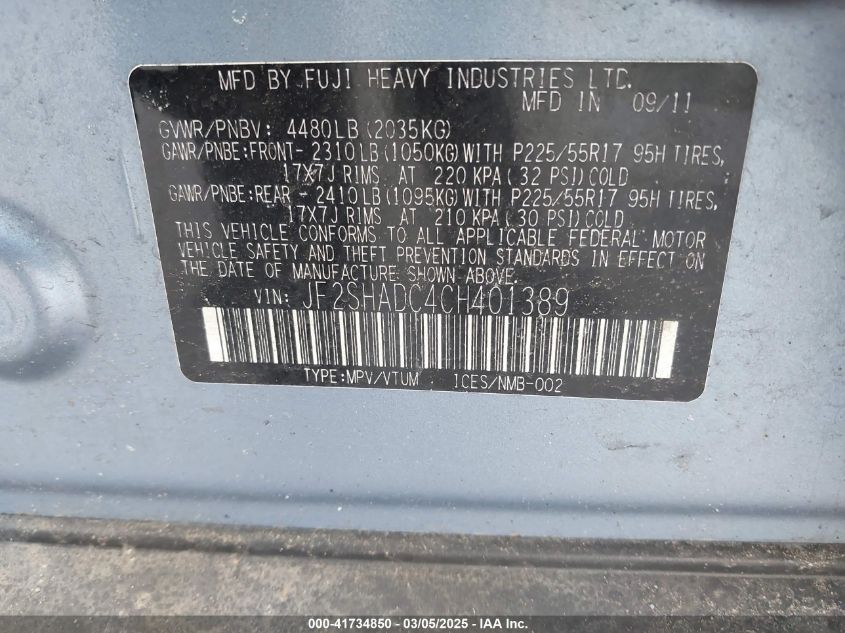 MFD BY FUJI HEAVY INDUSTRIES LTD.
MFD IN 09/11
GVWR/PNBV: 4480LB(2035KG)
GAWR/PNBE:FRONT- 2310LB(1050KG)WITH P225/55R17 95H TIRES,
17X7J RIMS AT 220 KPA(32 PSI)COLD
GAWR/PNBE:REAR - 2410LB(1095KG)WITH P225/55R17 95H TIRES,
17X7J RIMS AT 210 KPA(30 PSI)COLD.
THIS VEHICLE CONFORMS TO ALL APPLICABLE FEDERAL MOTOR
VEHICLE SAFETY AND THEFT PREVENTION STANDARDS IN EFFECT ON
THE DATE OF MANUFACTURE SHOWN ABOVE.
VIN: JF2SHADC4CH401389
TYPE:MPV/VTUM ICES/NMB-002
000-41734850 - 03/05/2025 - IAA, Inc.